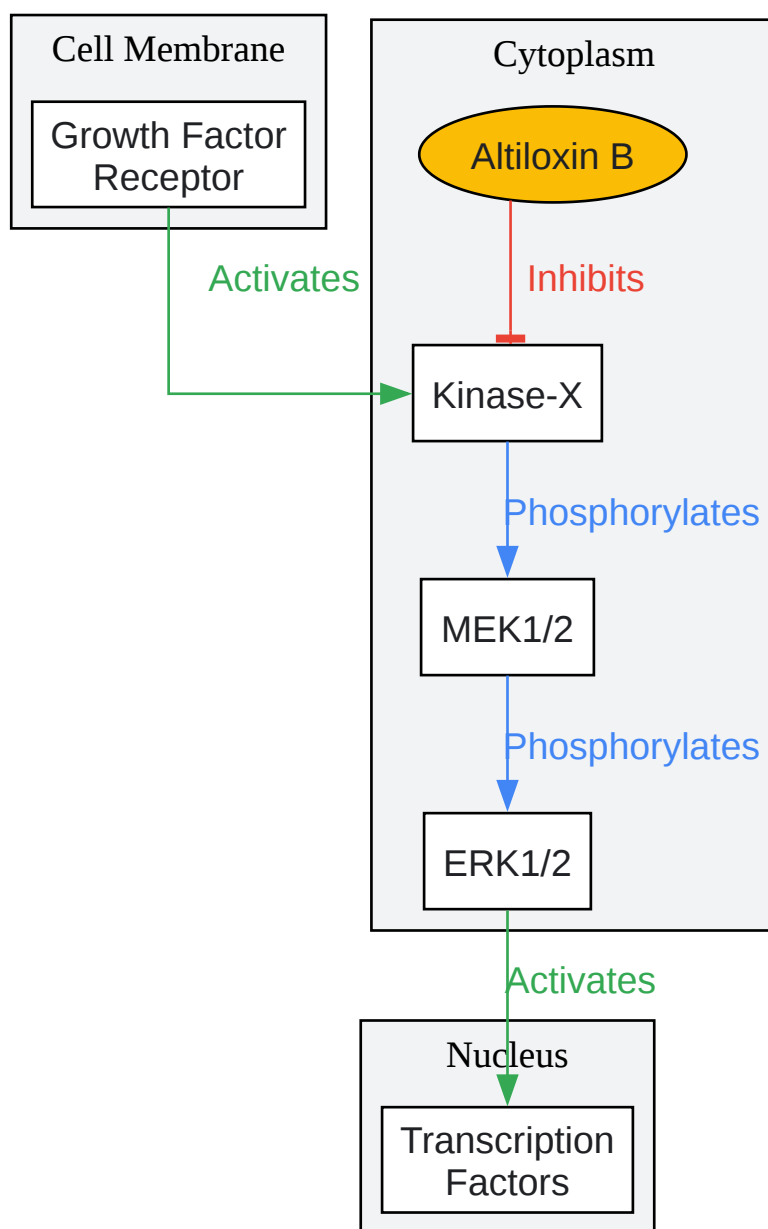 Cell Membrane
Growth Factor
Receptor
Cytoplasm
Altiloxin B
Activates
Inhibits
Kinase-X
Phosphorylates
MEK1/2
Phosphorylates
ERK1/2
Activates
Nucleus
Transcription
Factors